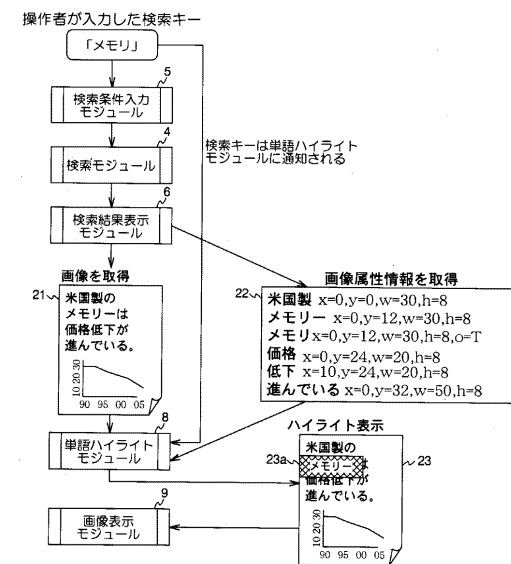 操作者が入力した検索キー
「メモリ」
5
検索条件入力
モジュール
4
検索モジュール
検索キーは単語ハイライト
モジュールに通知される
6
検索結果表示
モジュール
画像を取得
21
米国製の
メモリーは
価格低下が
進んでいる。
10 20 30
90 95 00 05
画像属性情報を取得
22
米国製 x=0,y=0,w=30,h=8
メモリー x=0,y=12,w=30,h=8
メモリx=0,y=12,w=30,h=8,o=T
価格 x=0,y=24,w=20,h=8
低下 x=10,y=24,w=20,h=8
進んでいる x=0,y=32,w=50,h=8
8
単語ハイライト
モジュール
ハイライト表示
23a
23
米国製の
メモリーは
価格低下が
進んでいる。
10 20 30
90 95 00 05
9
画像表示
モジュール